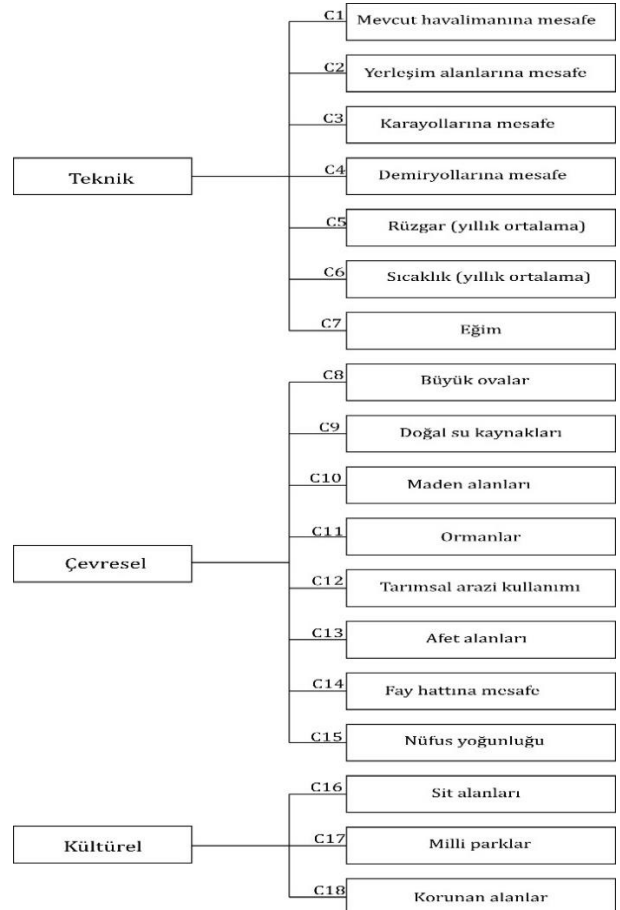 Teknik
C1 Mevcut havalimanına mesafe
C2 Yerleşim alanlarına mesafe
C3 Karayollarına mesafe
C4 Demiryollarına mesafe
C5 Rüzgar (yıllık ortalama)
C6 Sıcaklık (yıllık ortalama)
C7 Eğim
Çevresel
C8 Büyük ovalar
C9 Doğal su kaynakları
C10 Maden alanları
C11 Ormanlar
C12 Tarımsal arazi kullanımı
C13 Afet alanları
C14 Fay hattına mesafe
C15 Nüfus yoğunluğu
Kültürel
C16 Sit alanları
C17 Milli parklar
C18 Korunan alanlar